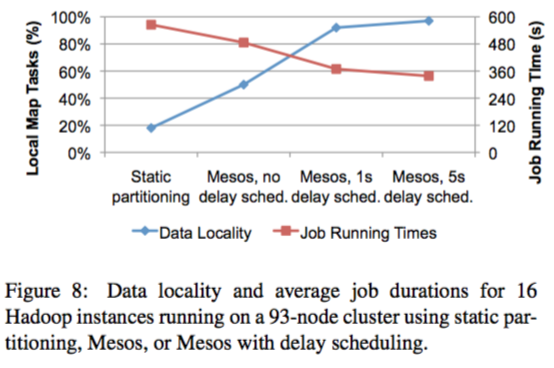 100%
80%
60%
40%
20%
0%
Local Map Tasks (%)
600
480
360
240
120
0
Job Running Time (s)
Static
partitioning
Mesos, no
delay sched.
Mesos, 1s
delay sched.
Mesos, 5s
delay sched.
Data Locality
Job Running Times
Figure 8: Data locality and average job durations for 16
Hadoop instances running on a 93-node cluster using static par-
titioning, Mesos, or Mesos with delay scheduling.